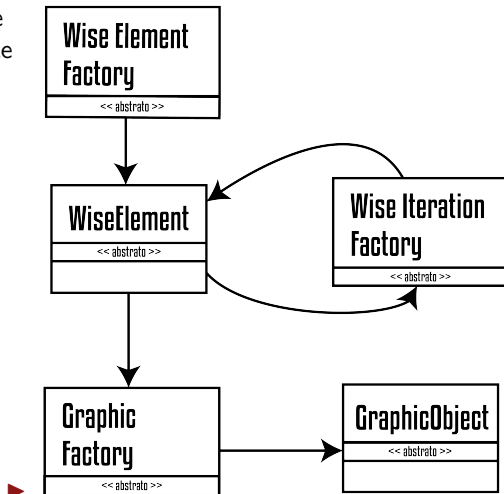 Wise Element
Factory
<< abstrato >>
WiseElement
<< abstrato >>
Wise Iteration
Factory
<< abstrato >>
Graphic
Factory
<< abstrato >>
GraphicObject
<< abstrato >>